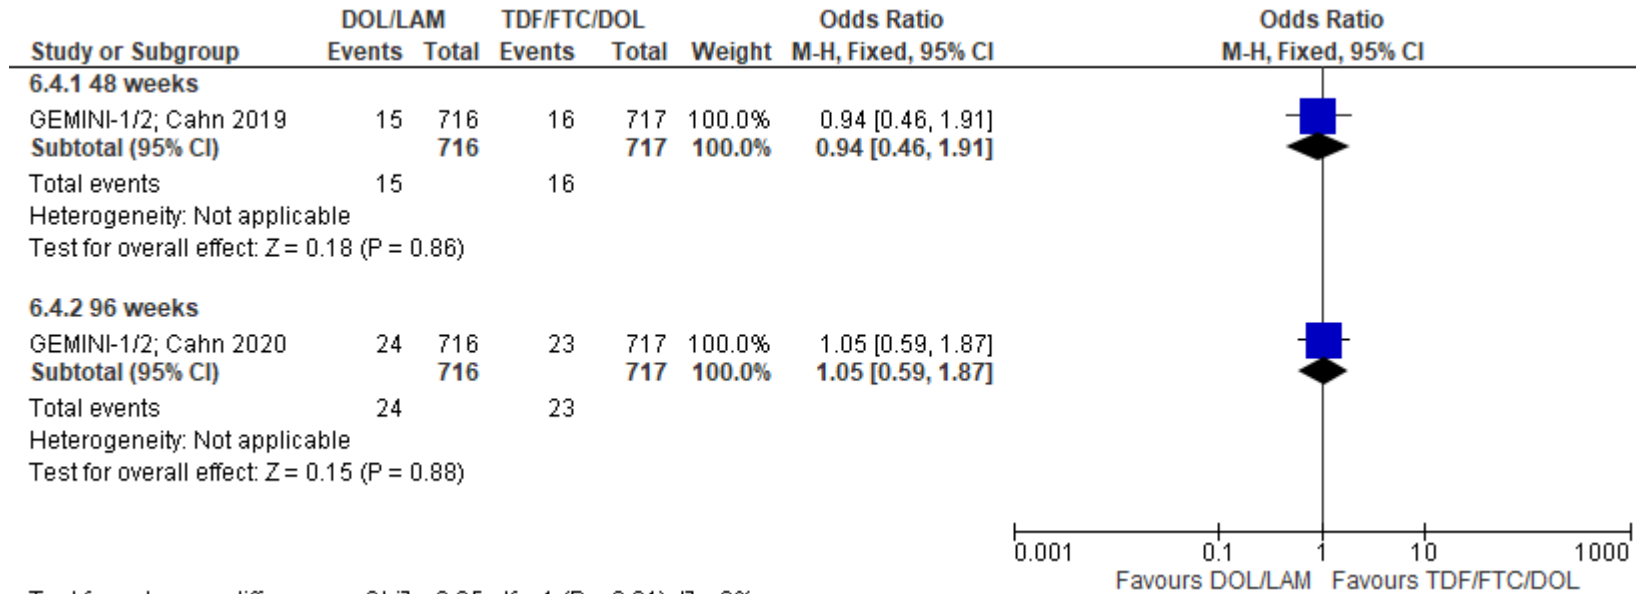 DOL/LAM TDF/FTC/DOL Odds Ratio Odds Ratio
Study or Subgroup Events Total Events Total Weight M-H, Fixed, 95% CI M-H, Fixed, 95% CI
6.4.1 48 weeks
GEMINI-1/2; Cahn 2019 15 716 16 717 100.0% 0.94 [0.46, 1.91]
Subtotal (95% CI) 716 717 100.0% 0.94 [0.46, 1.91]
Total events 15 16
Heterogeneity: Not applicable
Test for overall effect: Z = 0.18 (P = 0.86)
6.4.2 96 weeks
GEMINI-1/2; Cahn 2020 24 716 23 717 100.0% 1.05 [0.59, 1.87]
Subtotal (95% CI) 716 717 100.0% 1.05 [0.59, 1.87]
Total events 24 23
Heterogeneity: Not applicable
Test for overall effect: Z = 0.15 (P = 0.88)
0.001 0.1 1 10 1000
Favours DOL/LAM Favours TDF/FTC/DOL